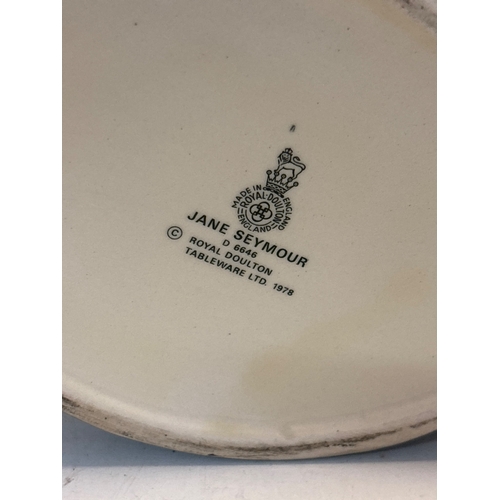 MADE IN ENGLAND
ROYAL·DOULTON
ENGLAND
JANE SEYMOUR
D 6646
© ROYAL DOULTON
TABLEWARE LTD. 1978